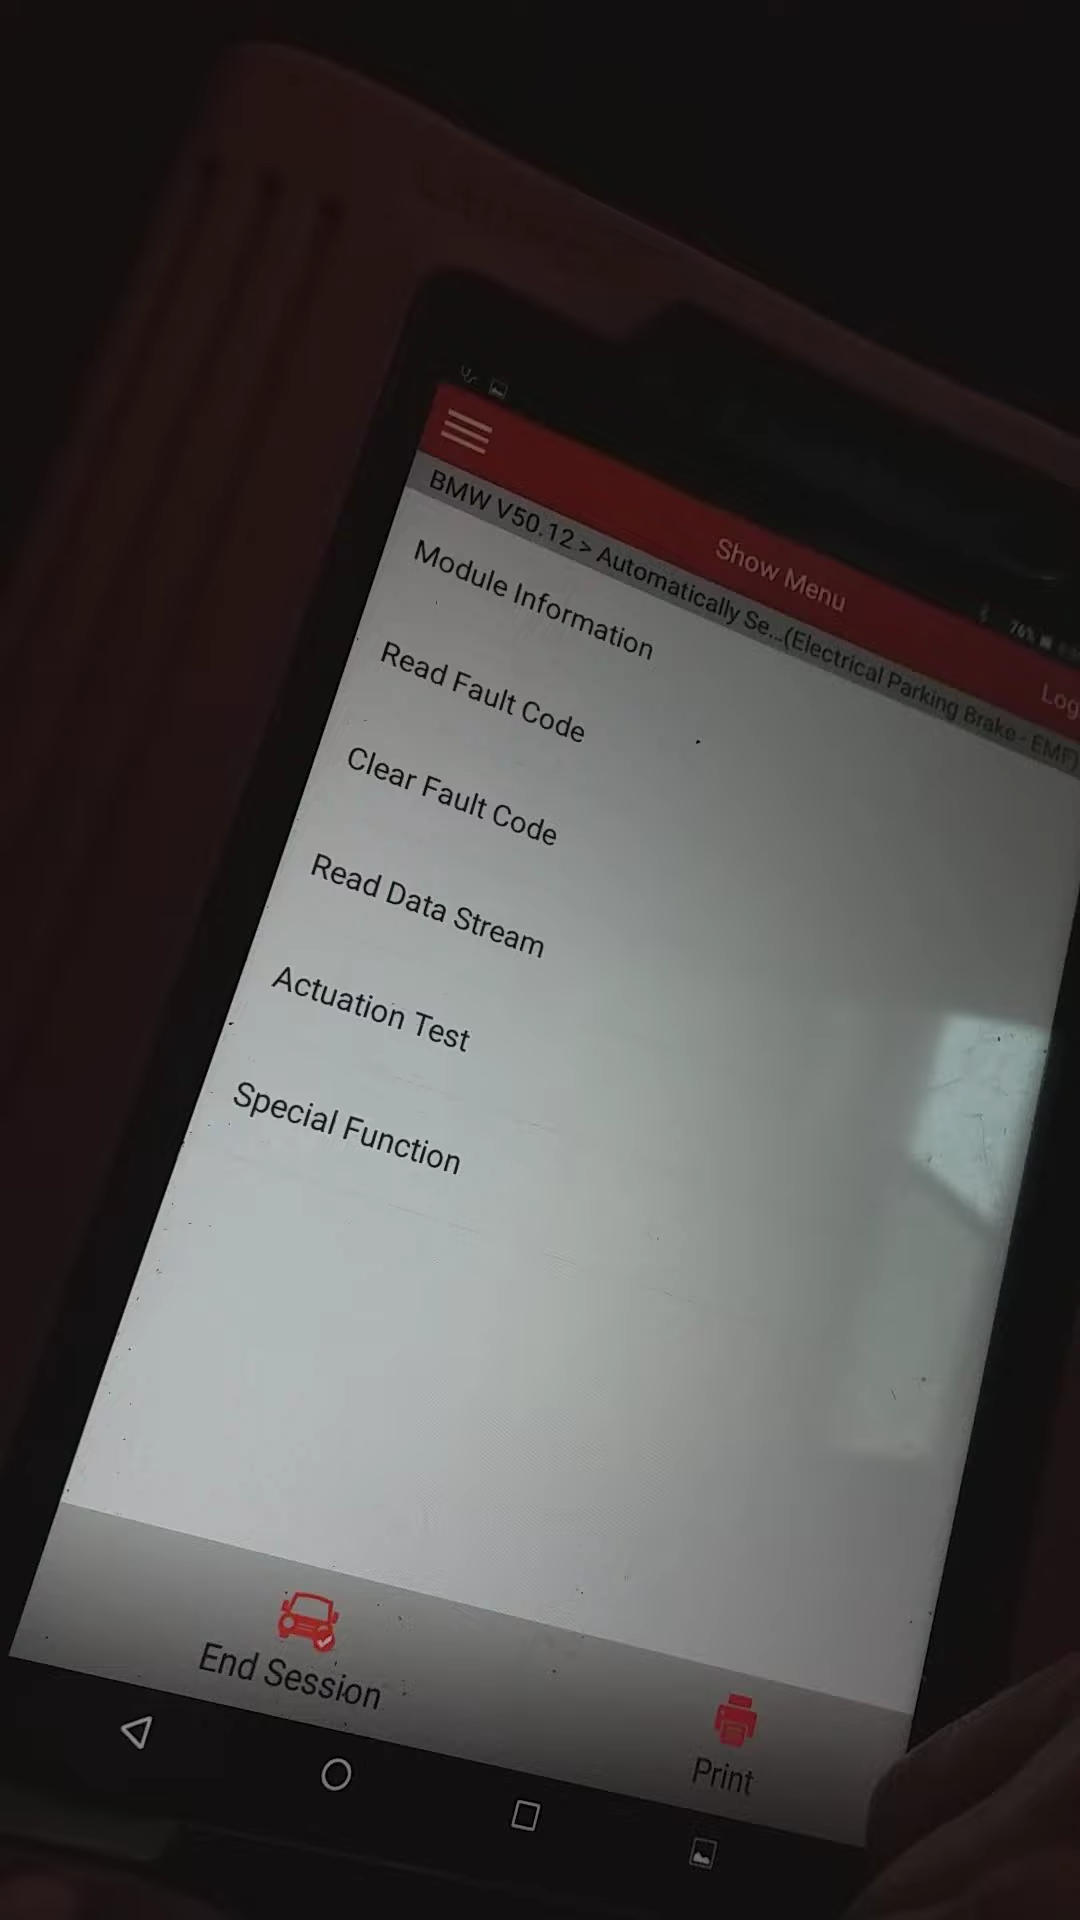 Show Menu
76%
Log
BMW V50.12 > Automatically Se...(Electrical Parking Brake - EMF)
Module Information
Read Fault Code
Clear Fault Code
Read Data Stream
Actuation Test
Special Function
End Session
Print